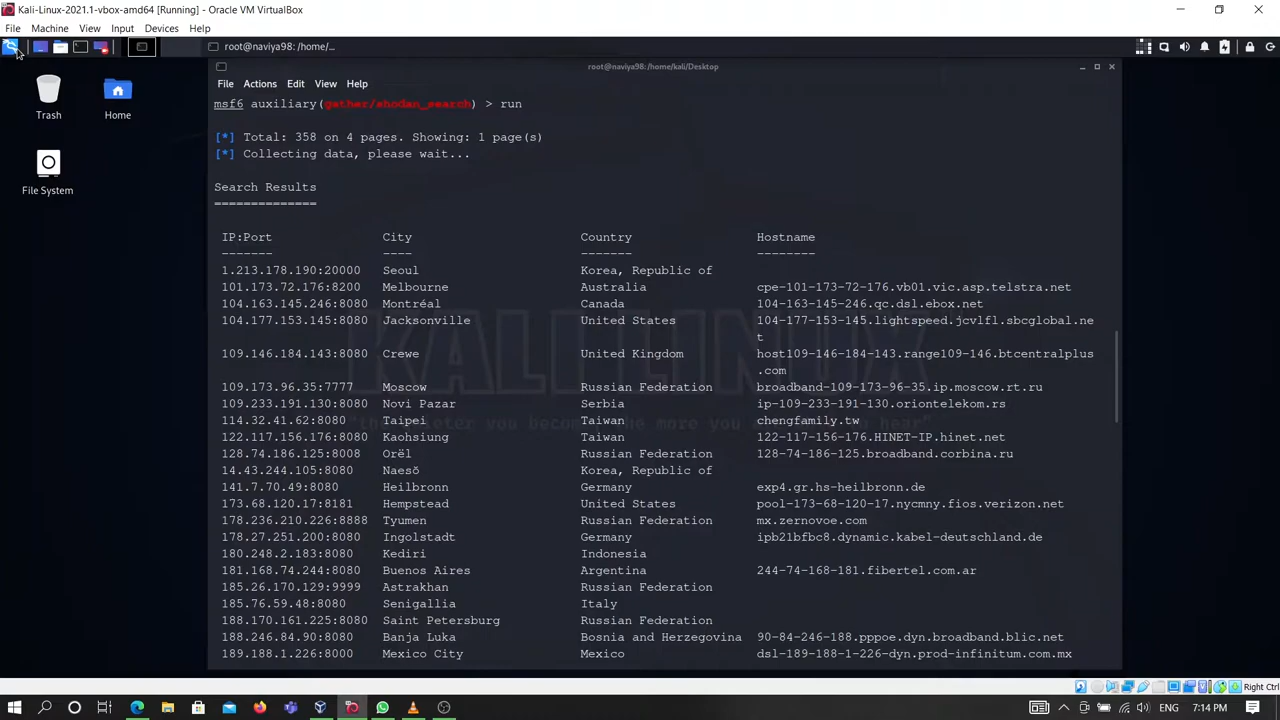 Kali-Linux-2021.1-vbox-amd64 [Running] - Oracle VM VirtualBox
File Machine View Input Devices Help
root@naviya98: /home/...
root@naviya98:/home/kali/Desktop
File Actions Edit View Help
Trash
Home
File System
msf6 auxiliary(gather/shodan_search) > run
[*] Total: 358 on 4 pages. Showing: 1 page(s)
[*] Collecting data, please wait...
Search Results
==============
IP:Port City Country Hostname
------- ---- ------- --------
1.213.178.190:20000 Seoul Korea, Republic of
101.173.72.176:8200 Melbourne Australia cpe-101-173-72-176.vb01.vic.asp.telstra.net
104.163.145.246:8080 Montréal Canada 104-163-145-246.qc.dsl.ebox.net
104.177.153.145:8080 Jacksonville United States 104-177-153-145.lightspeed.jcvlfl.sbcglobal.ne
t
109.146.184.143:8080 Crewe United Kingdom host109-146-184-143.range109-146.btcentralplus
.com
109.173.96.35:7777 Moscow Russian Federation broadband-109-173-96-35.ip.moscow.rt.ru
109.233.191.130:8080 Novi Pazar Serbia ip-109-233-191-130.oriontelekom.rs
114.32.41.62:8080 Taipei Taiwan chengfamily.tw
122.117.156.176:8080 Kaohsiung Taiwan 122-117-156-176.HINET-IP.hinet.net
128.74.186.125:8008 Orël Russian Federation 128-74-186-125.broadband.corbina.ru
14.43.244.105:8080 Naesŏ Korea, Republic of
141.7.70.49:8080 Heilbronn Germany exp4.gr.hs-heilbronn.de
173.68.120.17:8181 Hempstead United States pool-173-68-120-17.nycmny.fios.verizon.net
178.236.210.226:8888 Tyumen Russian Federation mx.zernovoe.com
178.27.251.200:8080 Ingolstadt Germany ipb21bfbc8.dynamic.kabel-deutschland.de
180.248.2.183:8080 Kediri Indonesia
181.168.74.244:8080 Buenos Aires Argentina 244-74-168-181.fibertel.com.ar
185.26.170.129:9999 Astrakhan Russian Federation
185.76.59.48:8080 Senigallia Italy
188.170.161.225:8080 Saint Petersburg Russian Federation
188.246.84.90:8080 Banja Luka Bosnia and Herzegovina 90-84-246-188.pppoe.dyn.broadband.blic.net
189.188.1.226:8000 Mexico City Mexico dsl-189-188-1-226-dyn.prod-infinitum.com.mx
KALI LINUX
Right Ctrl
ENG 7:14 PM